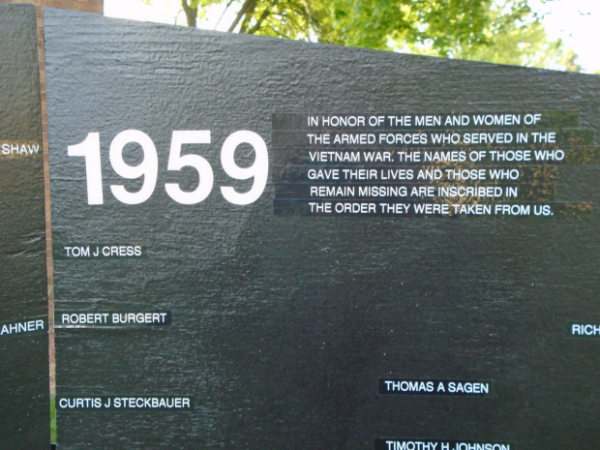 SHAW
1959
IN HONOR OF THE MEN AND WOMEN OF
THE ARMED FORCES WHO SERVED IN THE
VIETNAM WAR. THE NAMES OF THOSE WHO
GAVE THEIR LIVES AND THOSE WHO
REMAIN MISSING ARE INSCRIBED IN
THE ORDER THEY WERE TAKEN FROM US.
TOM J CRESS
AHNER
ROBERT BURGERT
RICH
THOMAS A SAGEN
CURTIS J STECKBAUER
TIMOTHY H JOHNSON